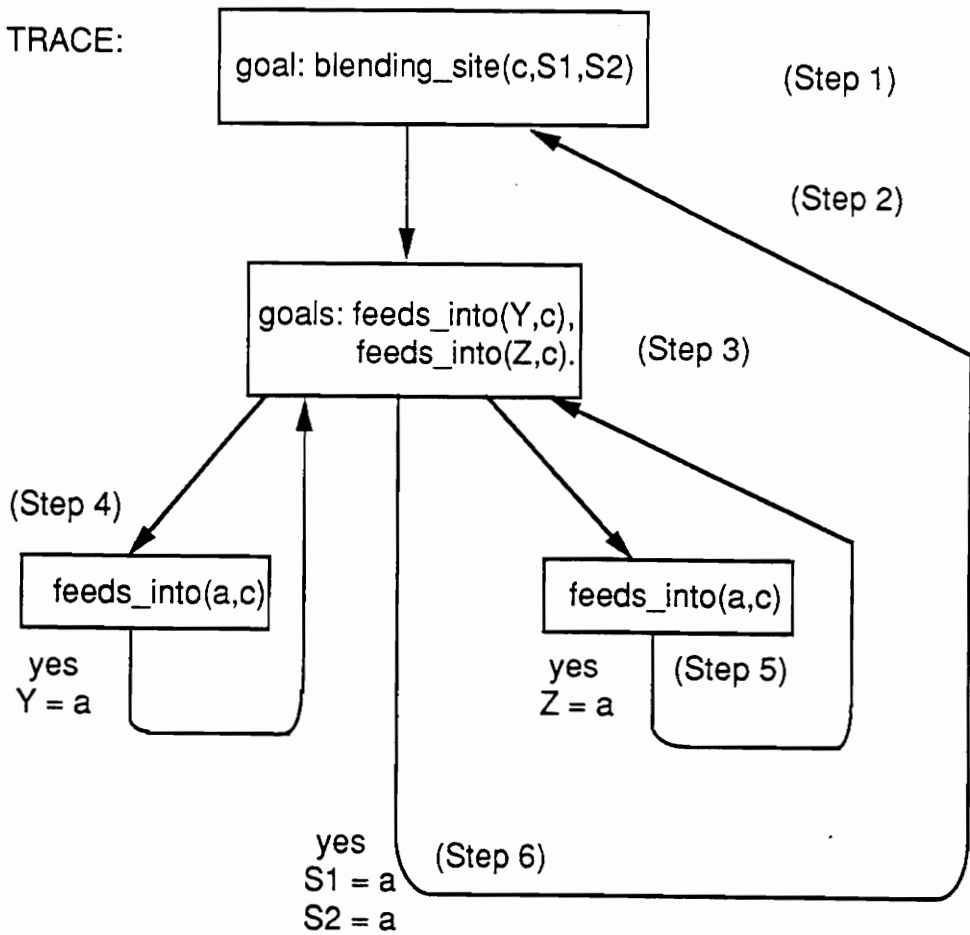 TRACE:
goal: blending_site(c,S1,S2)
(Step 1)
(Step 2)
goals: feeds_into(Y,c),
feeds_into(Z,c).
(Step 3)
(Step 4)
feeds_into(a,c)
feeds_into(a,c)
yes
Y = a
yes
Z = a
(Step 5)
yes
S1 = a
S2 = a
(Step 6)